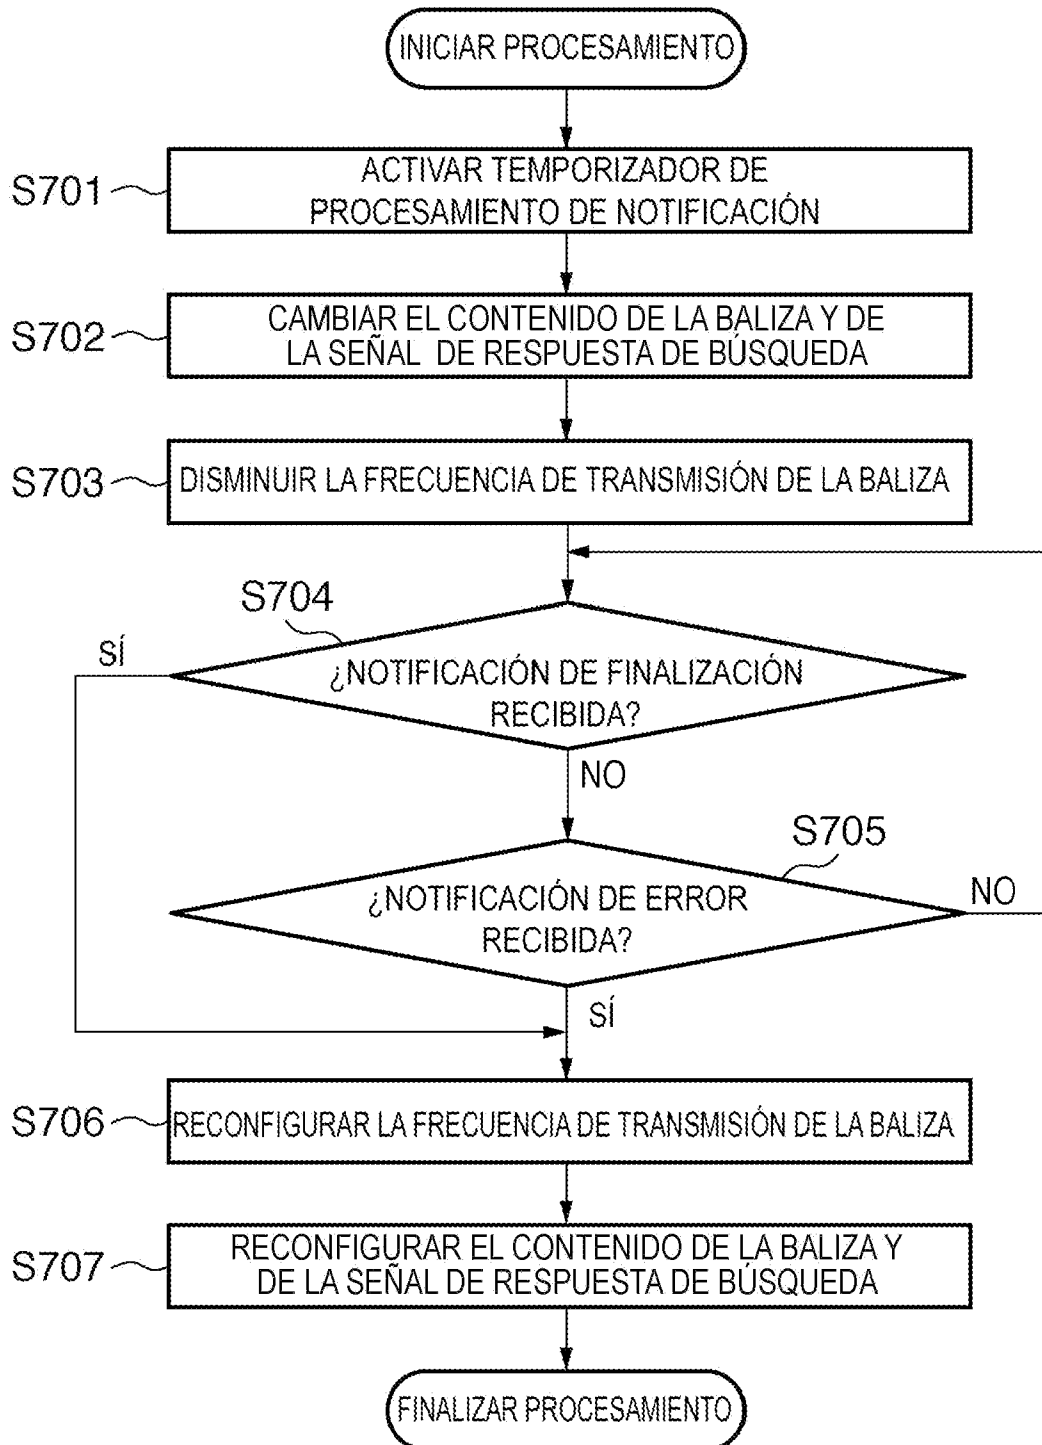 INICIAR PROCESAMIENTO
S701
ACTIVAR TEMPORIZADOR DE
PROCESAMIENTO DE NOTIFICACIÓN
S702
CAMBIAR EL CONTENIDO DE LA BALIZA Y DE
LA SEÑAL DE RESPUESTA DE BÚSQUEDA
S703
DISMINUIR LA FRECUENCIA DE TRANSMISIÓN DE LA BALIZA
S704
SÍ
¿NOTIFICACIÓN DE FINALIZACIÓN
RECIBIDA?
NO
S705
¿NOTIFICACIÓN DE ERROR
RECIBIDA?
NO
SÍ
S706
RECONFIGURAR LA FRECUENCIA DE TRANSMISIÓN DE LA BALIZA
S707
RECONFIGURAR EL CONTENIDO DE LA BALIZA Y
DE LA SEÑAL DE RESPUESTA DE BÚSQUEDA
FINALIZAR PROCESAMIENTO